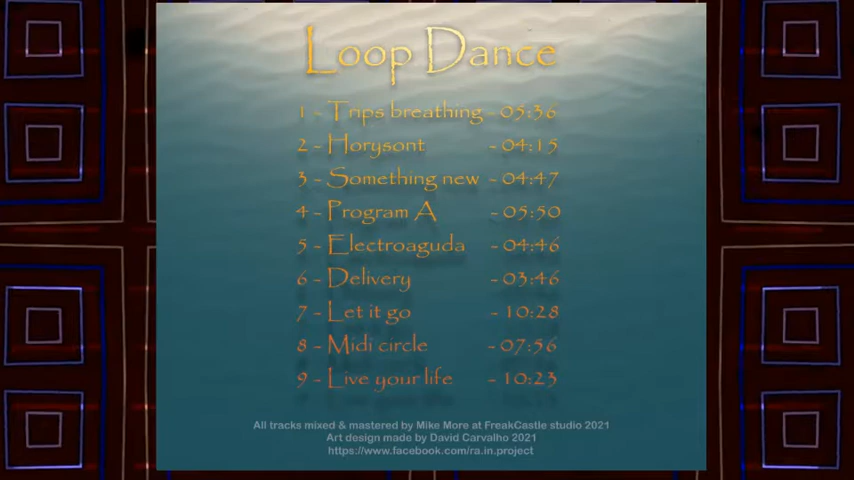 Loop Dance
1 - Trips breathing - 05:36
2 - Horysont - 04:15
3 - Something new - 04:47
4 - Program A - 05:50
5 - Electroaguda - 04:46
6 - Delivery - 03:46
7 - Let it go - 10:28
8 - Midi circle - 07:56
9 - Live your life - 10:23
All tracks mixed & mastered by Mike More at FreakCastle studio 2021
Art design made by David Carvalho 2021
https://www.facebook.com/ra.in.project